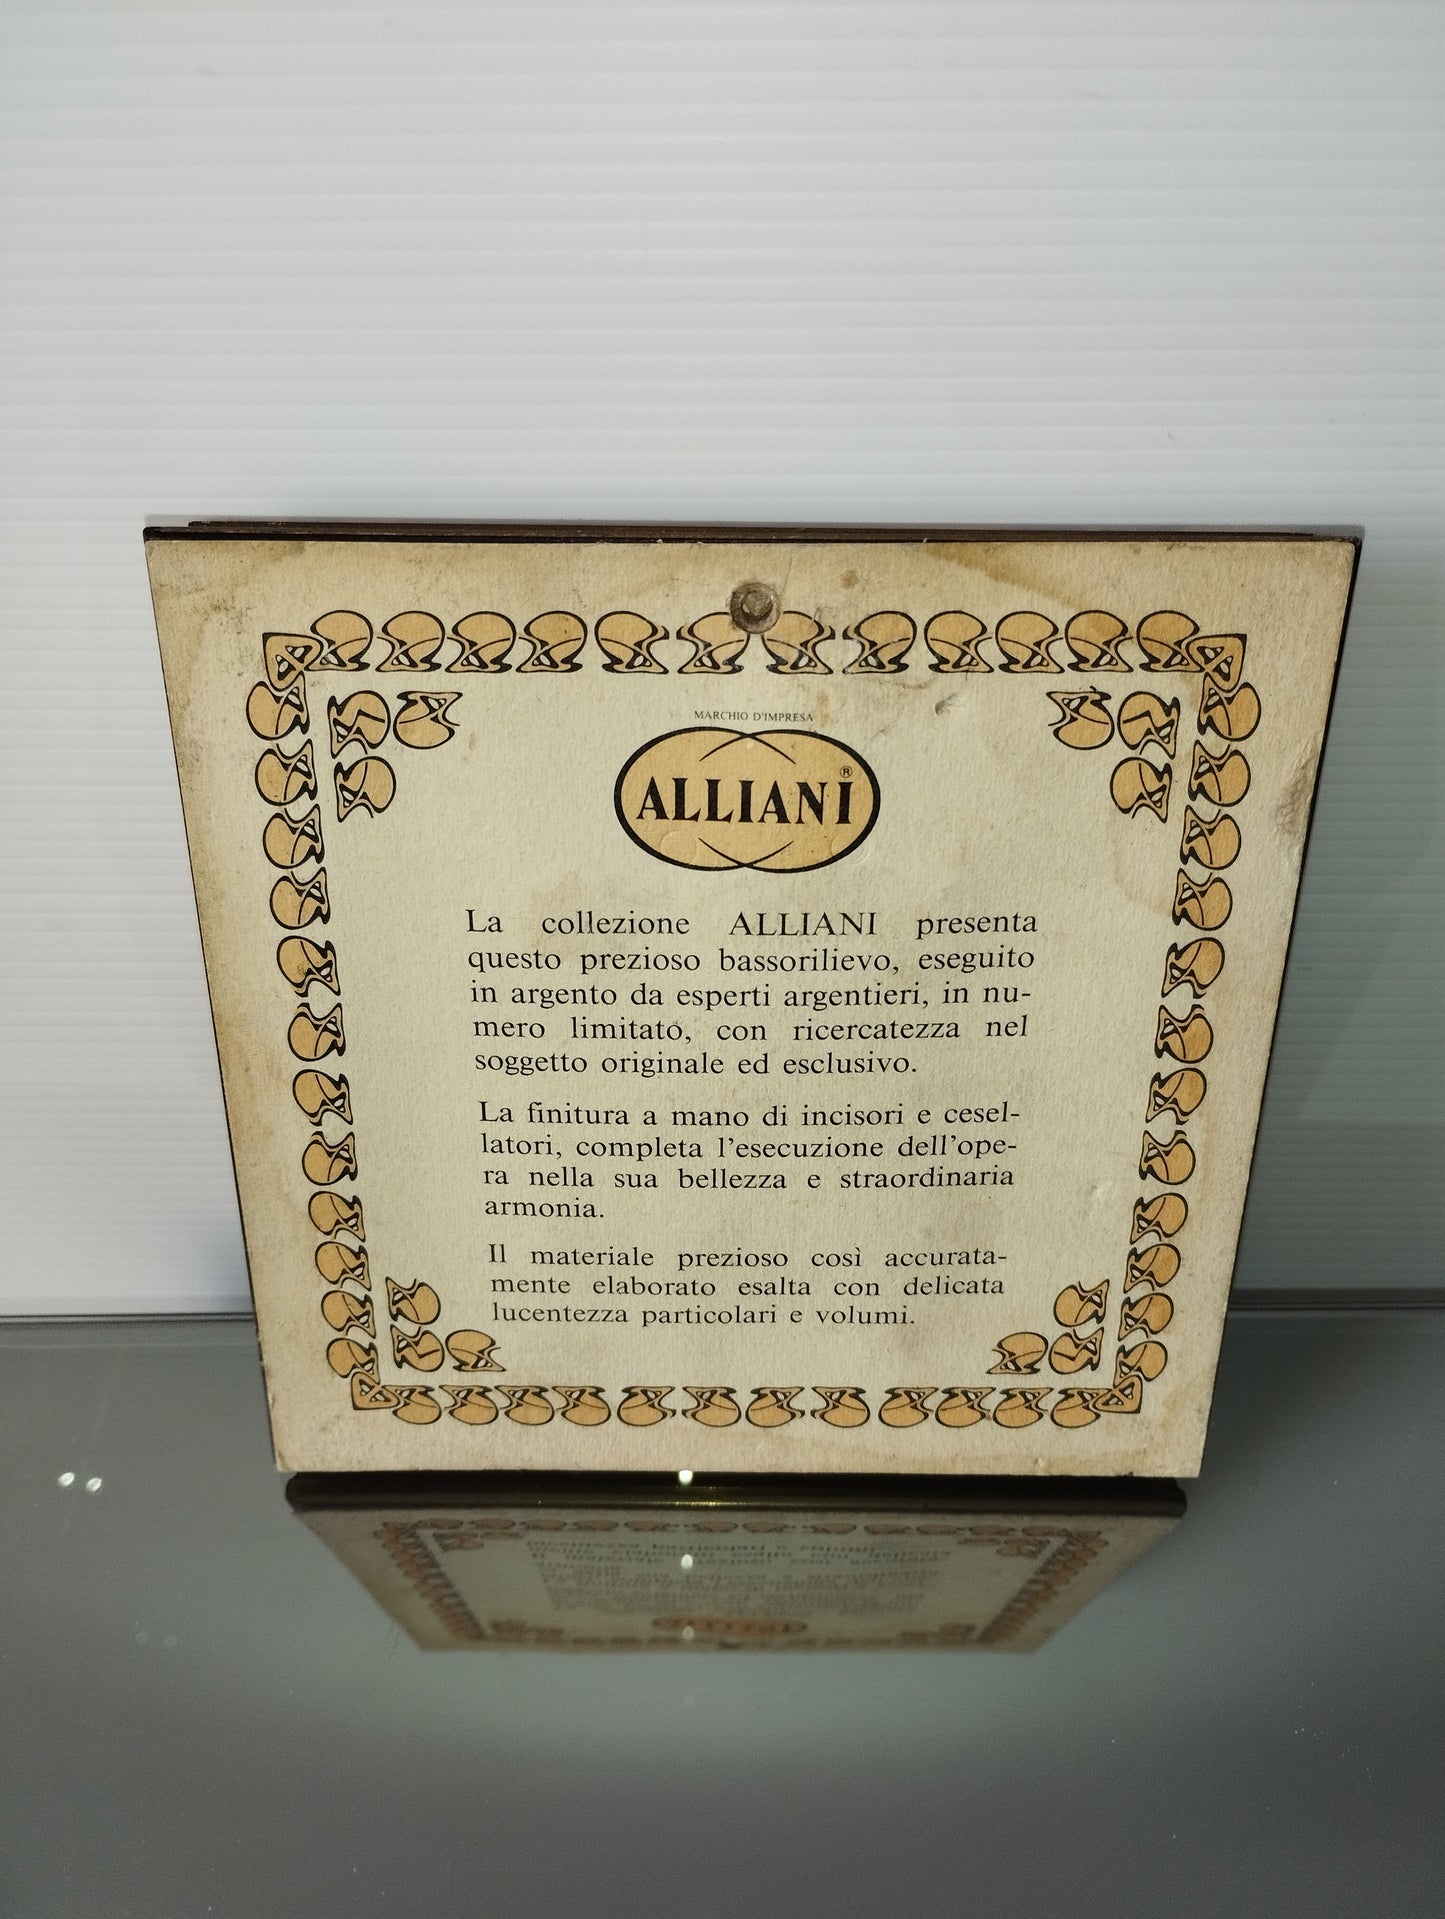 MARCHIO D'IMPRESA
ALLIANI®
La collezione ALLIANI presenta
questo prezioso bassorilievo, eseguito
in argento da esperti argentieri, in nu-
mero limitato, con ricercatezza nel
soggetto originale ed esclusivo.
La finitura a mano di incisori e cesel-
latori, completa l'esecuzione dell'ope-
ra nella sua bellezza e straordinaria
armonia.
Il materiale prezioso così accurata-
mente elaborato esalta con delicata
lucentezza particolari e volumi.